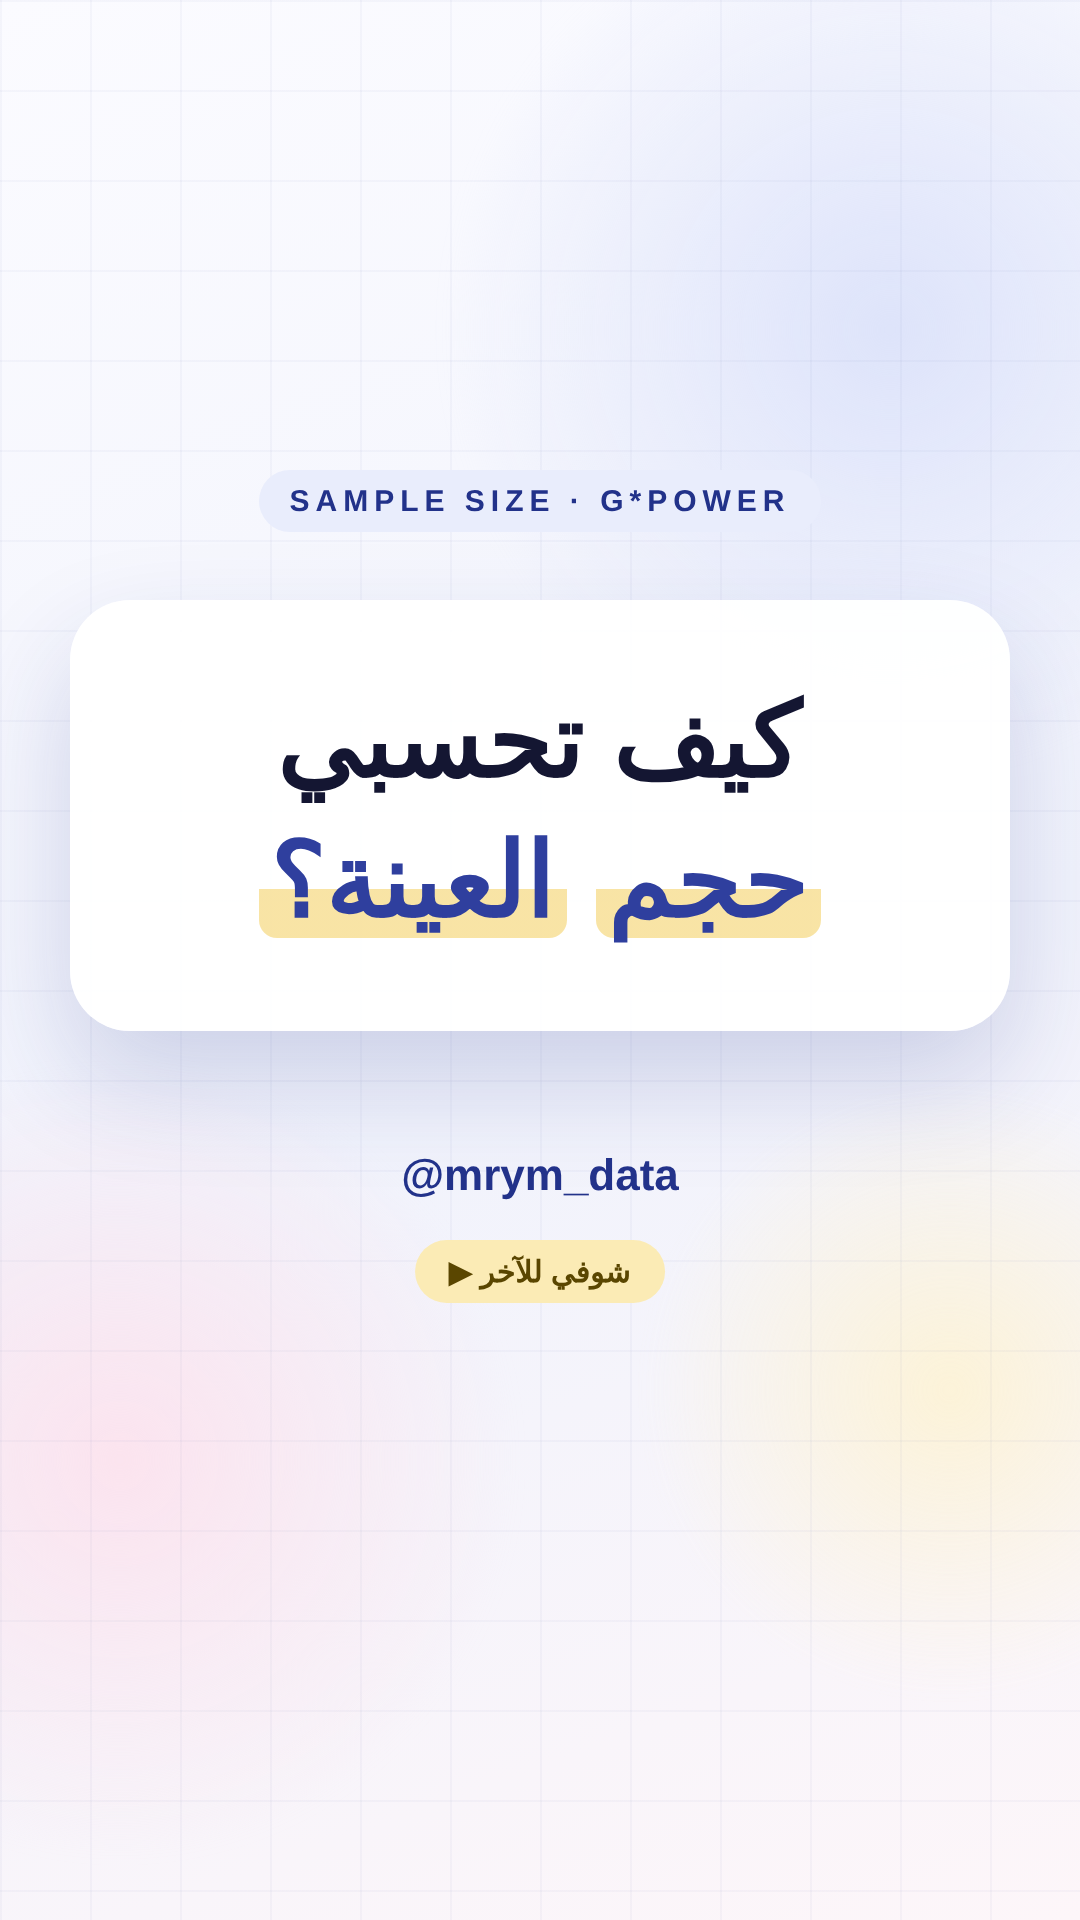 SAMPLE SIZE · G*POWER
كيف تحسبي
حجم العينة؟
@mrym_data
شوفي للآخر ▶